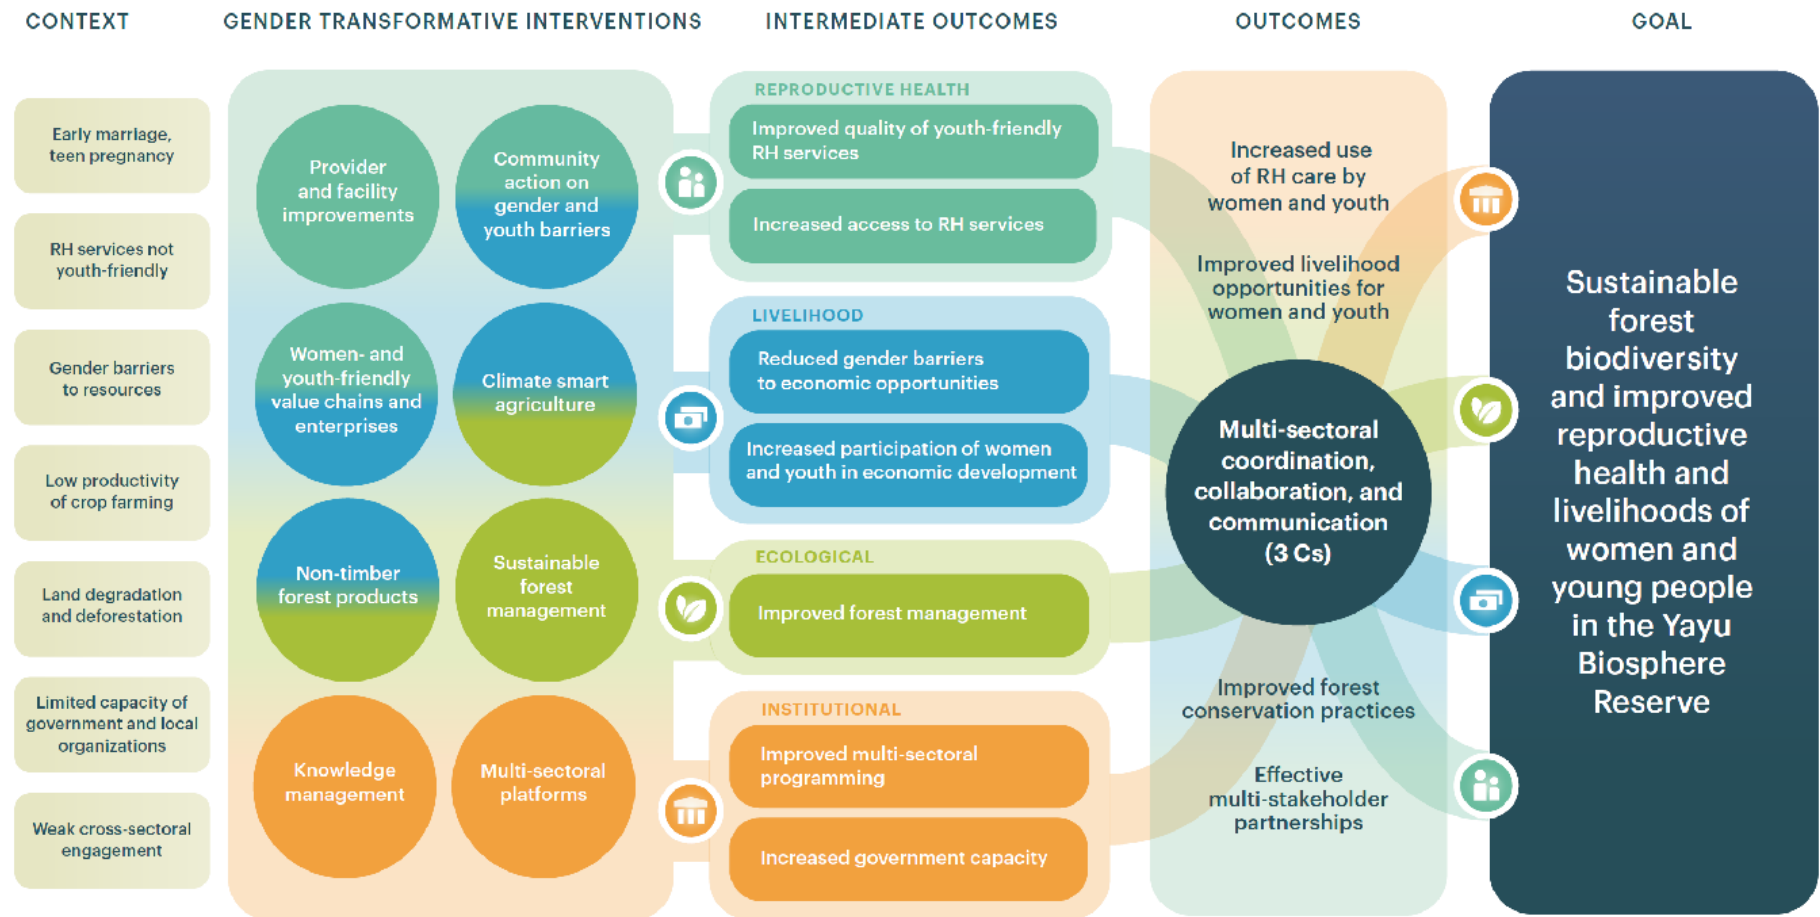 CONTEXT
GENDER TRANSFORMATIVE INTERVENTIONS
INTERMEDIATE OUTCOMES
OUTCOMES
GOAL
Early marriage,
teen pregnancy
RH services not
youth-friendly
Gender barriers
to resources
Low productivity
of crop farming
Land degradation
and deforestation
Limited capacity of
government and local
organizations
Weak cross-sectoral
engagement
Provider
and facility
improvements
Community
action on
gender and
youth barriers
Women- and
youth-friendly
value chains and
enterprises
Climate smart
agriculture
Non-timber
forest products
Sustainable
forest
management
Knowledge
management
Multi-sectoral
platforms
REPRODUCTIVE HEALTH
Improved quality of youth-friendly
RH services
Increased access to RH services
LIVELIHOOD
Reduced gender barriers
to economic opportunities
Increased participation of women
and youth in economic development
ECOLOGICAL
Improved forest management
INSTITUTIONAL
Improved multi-sectoral
programming
Increased government capacity
Increased use
of RH care by
women and youth
Improved livelihood
opportunities for
women and youth
Multi-sectoral
coordination,
collaboration, and
communication
(3 Cs)
Improved forest
conservation practices
Effective
multi-stakeholder
partnerships
Sustainable
forest
biodiversity
and improved
reproductive
health and
livelihoods of
women and
young people
in the Yayu
Biosphere
Reserve